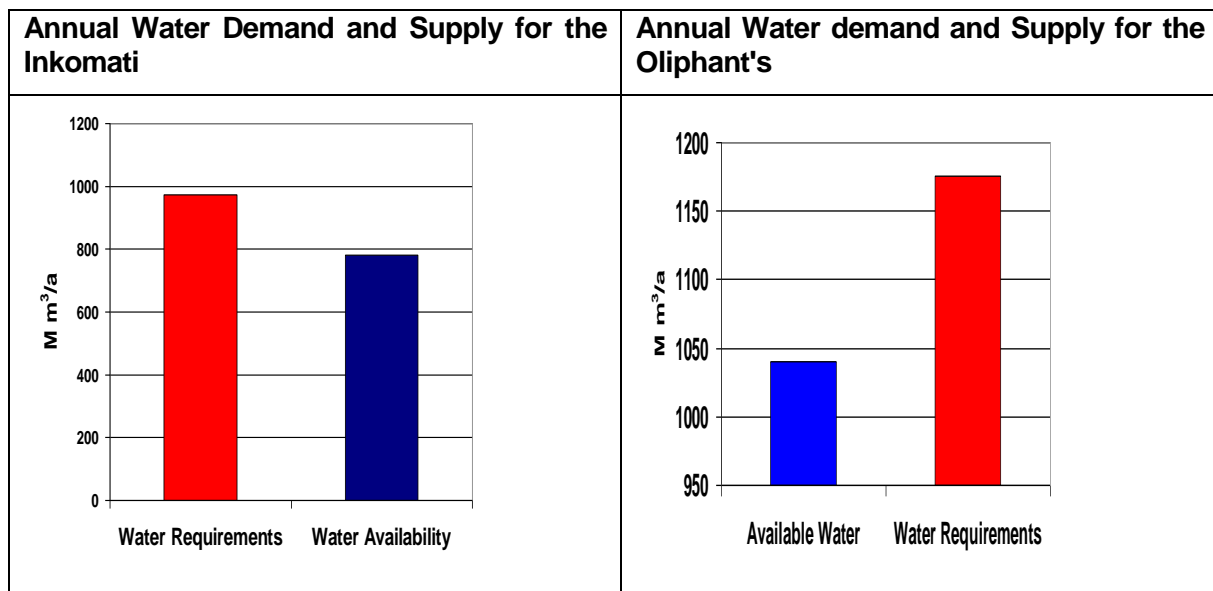 Annual Water Demand and Supply for the
Inkomati
1200
1000
800
600
400
200
0
M m³/a
Water Requirements
Water Availability
Annual Water demand and Supply for the
Oliphant's
1200
1150
1100
1050
1000
950
M m³/a
Available Water
Water Requirements